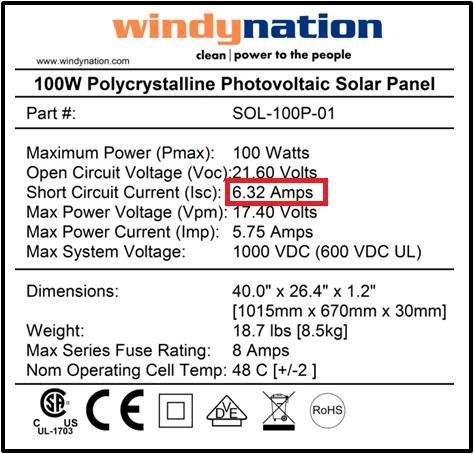 windynation
www.windynation.com
clean | power to the people
100W Polycrystalline Photovoltaic Solar Panel
Part #: SOL-100P-01
Maximum Power (Pmax): 100 Watts
Open Circuit Voltage (Voc): 21.60 Volts
Short Circuit Current (Isc): 6.32 Amps
Max Power Voltage (Vpm): 17.40 Volts
Max Power Current (Imp): 5.75 Amps
Max System Voltage: 1000 VDC (600 VDC UL)
Dimensions: 40.0" x 26.4" x 1.2"
[1015mm x 670mm x 30mm]
Weight: 18.7 lbs [8.5kg]
Max Series Fuse Rating: 8 Amps
Nom Operating Cell Temp: 48 C [+/-2 ]
SA
C US
UL-1703
CE
DVE
RoHS